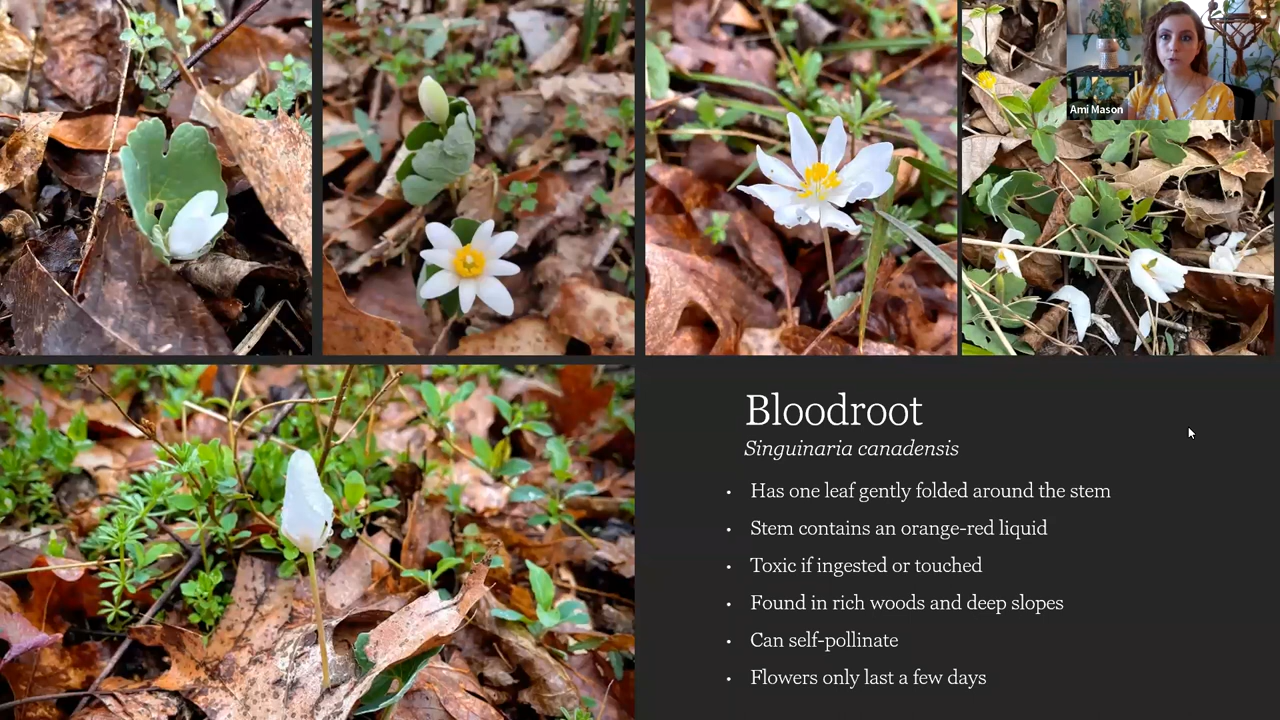 Ami Mason
Bloodroot
Singuinaria canadensis
• Has one leaf gently folded around the stem
• Stem contains an orange-red liquid
• Toxic if ingested or touched
• Found in rich woods and deep slopes
• Can self-pollinate
• Flowers only last a few days